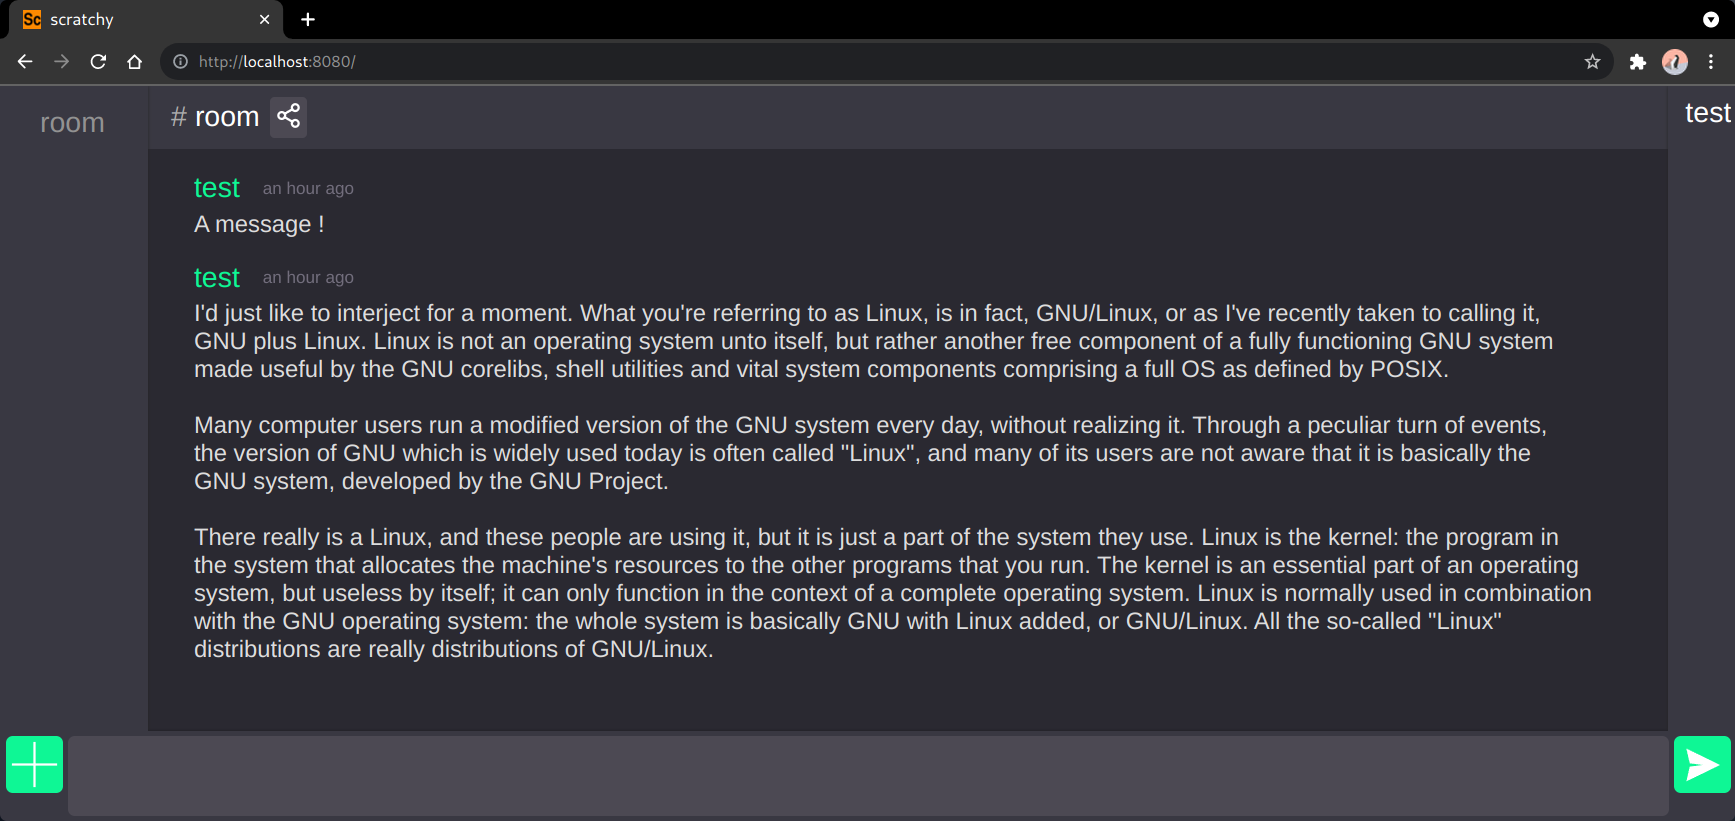 Sc scratchy
http://localhost:8080/
room
# room
test
test an hour ago
A message !
test an hour ago
I'd just like to interject for a moment. What you're referring to as Linux, is in fact, GNU/Linux, or as I've recently taken to calling it,
GNU plus Linux. Linux is not an operating system unto itself, but rather another free component of a fully functioning GNU system
made useful by the GNU corelibs, shell utilities and vital system components comprising a full OS as defined by POSIX.
Many computer users run a modified version of the GNU system every day, without realizing it. Through a peculiar turn of events,
the version of GNU which is widely used today is often called "Linux", and many of its users are not aware that it is basically the
GNU system, developed by the GNU Project.
There really is a Linux, and these people are using it, but it is just a part of the system they use. Linux is the kernel: the program in
the system that allocates the machine's resources to the other programs that you run. The kernel is an essential part of an operating
system, but useless by itself; it can only function in the context of a complete operating system. Linux is normally used in combination
with the GNU operating system: the whole system is basically GNU with Linux added, or GNU/Linux. All the so-called "Linux"
distributions are really distributions of GNU/Linux.